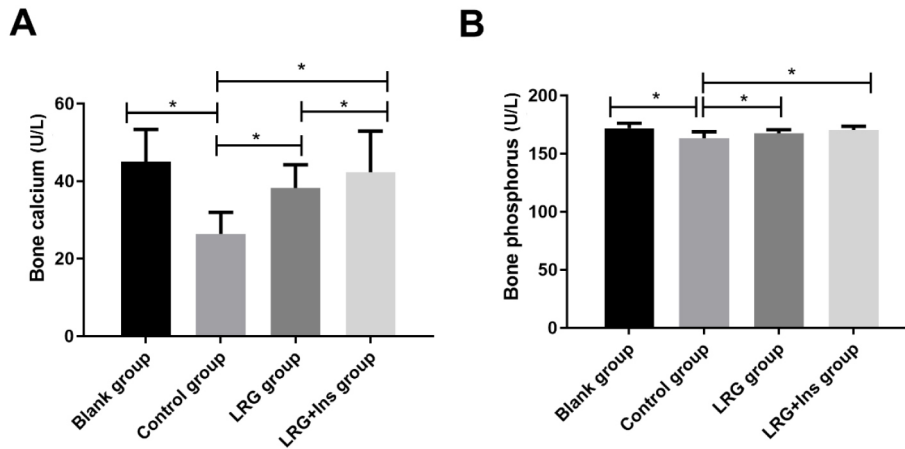 A
Bone calcium (U/L)
60
40
20
0
*
*
*
*
Blank group
Control group
LRG group
LRG+Ins group
B
Bone phosphorus (U/L)
200
150
100
50
0
*
*
*
Blank group
Control group
LRG group
LRG+Ins group